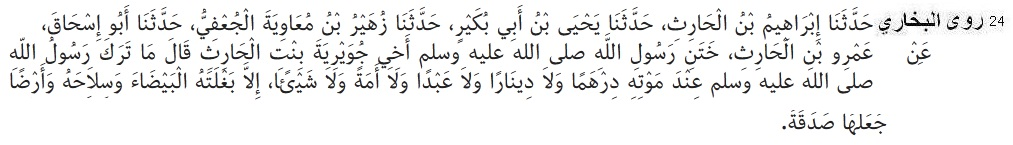 24 روى البخاري حَدَّثَنَا إِبْرَاهِيمُ بْنُ الْحَارِثِ، حَدَّثَنَا يَحْيَى بْنُ أَبِي بُكَيْرٍ، حَدَّثَنَا زُهَيْرُ بْنُ مُعَاوِيَةَ الْجُعْفِيُّ، حَدَّثَنَا أَبُو إِسْحَاقَ،
عَنْ عَمْرِو بْنِ الْحَارِثِ، خَتَنِ رَسُولِ اللَّه صلى الله عليه وسلم أَخِي جُوَيْرِيَةَ بِنْتِ الْحَارِثِ قَالَ مَا تَرَكَ رَسُولُ اللَّه
صلى الله عليه وسلم عِنْدَ مَوْتِهِ دِرْهَمًا وَلاَ دِينَارًا وَلاَ عَبْدًا وَلاَ أَمَةً وَلاَ شَيْئًا، إِلاَّ بَغْلَتَهُ الْبَيْضَاءَ وَسِلاَحَهُ وَأَرْضًا
جَعَلَهَا صَدَقَةً.